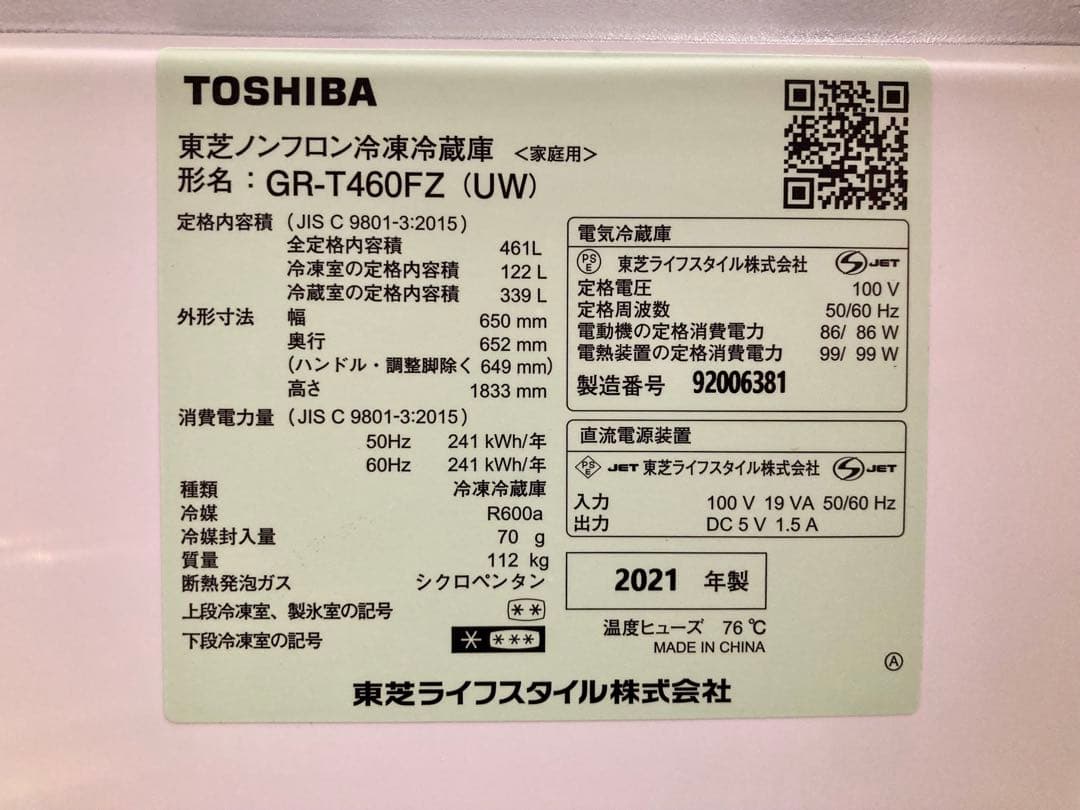 TOSHIBA
東芝ノンフロン冷凍冷蔵庫 <家庭用>
形名：GR-T460FZ (UW)
定格内容積 (JIS C 9801-3:2015)
全定格内容積 461L
冷凍室の定格内容積 122 L
冷蔵室の定格内容積 339 L
外形寸法 幅 650 mm
奥行 652 mm
(ハンドル・調整脚除く 649 mm)
高さ 1833 mm
消費電力量 (JIS C 9801-3:2015)
50Hz 241 kWh/年
60Hz 241 kWh/年
種類 冷凍冷蔵庫
冷媒 R600a
冷媒封入量 70 g
質量 112 kg
断熱発泡ガス シクロペンタン
上段冷凍室、製氷室の記号 **
下段冷凍室の記号 * ***
電気冷蔵庫
PSE 東芝ライフスタイル株式会社 S JET
定格電圧 100 V
定格周波数 50/60 Hz
電動機の定格消費電力 86/ 86 W
電熱装置の定格消費電力 99/ 99 W
製造番号 92006381
直流電源装置
PSE JET 東芝ライフスタイル株式会社 S JET
入力 100 V 19 VA 50/60 Hz
出力 DC 5 V 1.5 A
2021 年製
温度ヒューズ 76 ℃
MADE IN CHINA
A
東芝ライフスタイル株式会社